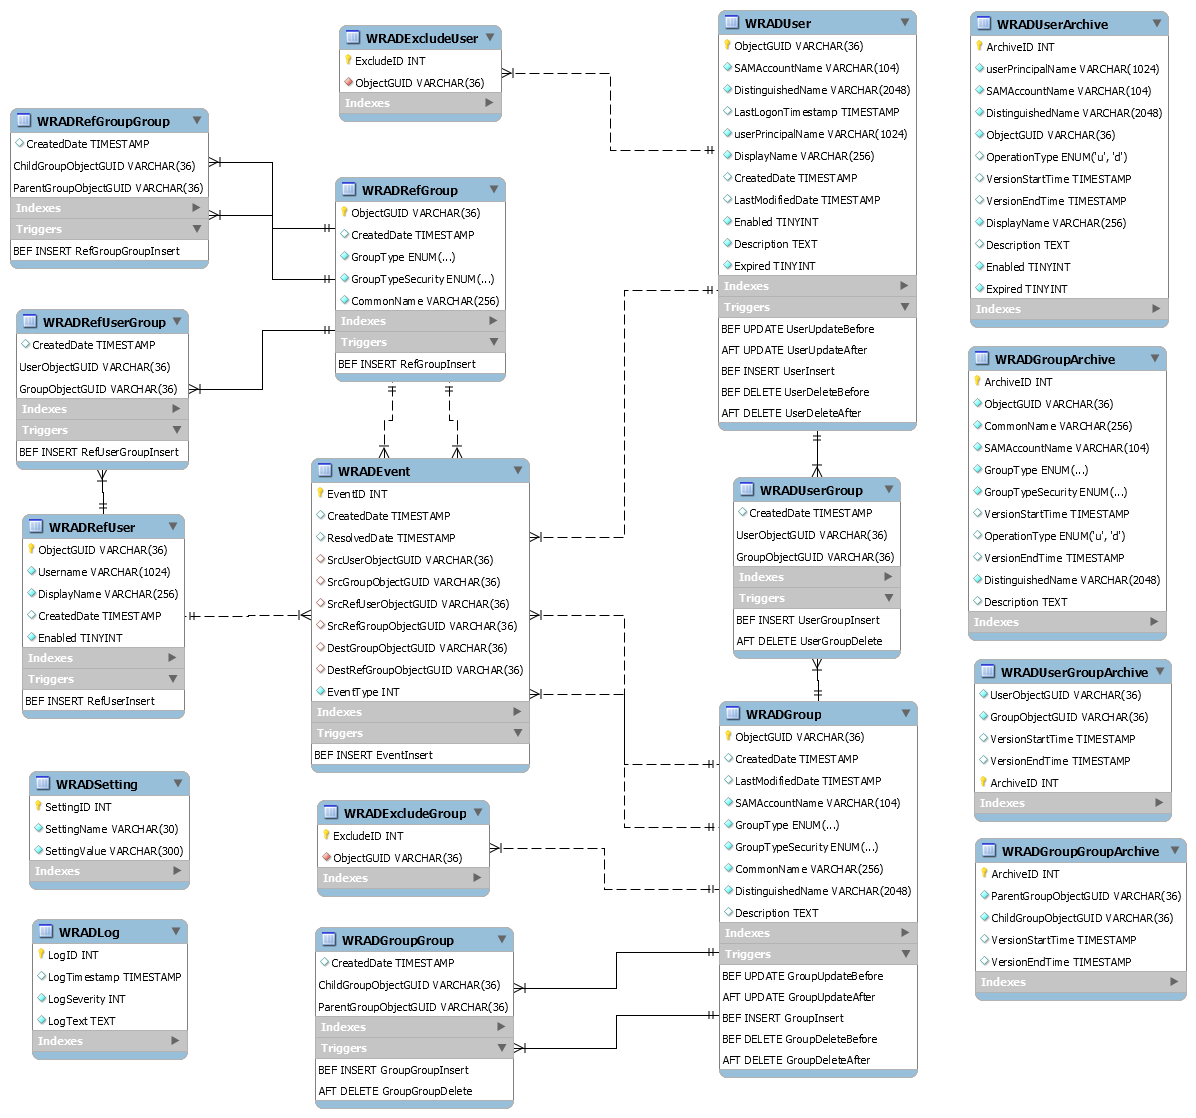 WRADExcludeUser
ExcludeID INT
ObjectGUID VARCHAR(36)
Indexes
WRADUser
ObjectGUID VARCHAR(36)
SAMAccountName VARCHAR(104)
DistinguishedName VARCHAR(2048)
LastLogonTimestamp TIMESTAMP
userPrincipalName VARCHAR(1024)
DisplayName VARCHAR(256)
CreatedDate TIMESTAMP
LastModifiedDate TIMESTAMP
Enabled TINYINT
Description TEXT
Expired TINYINT
Indexes
Triggers
BEF UPDATE UserUpdateBefore
AFT UPDATE UserUpdateAfter
BEF INSERT UserInsert
BEF DELETE UserDeleteBefore
AFT DELETE UserDeleteAfter
WRADUserArchive
ArchiveID INT
userPrincipalName VARCHAR(1024)
SAMAccountName VARCHAR(104)
DistinguishedName VARCHAR(2048)
ObjectGUID VARCHAR(36)
OperationType ENUM('u', 'd')
VersionStartTime TIMESTAMP
VersionEndTime TIMESTAMP
DisplayName VARCHAR(256)
Description TEXT
Enabled TINYINT
Expired TINYINT
Indexes
WRADRefGroupGroup
CreatedDate TIMESTAMP
ChildGroupObjectGUID VARCHAR(36)
ParentGroupObjectGUID VARCHAR(36)
Indexes
Triggers
BEF INSERT RefGroupGroupInsert
WRADRefGroup
ObjectGUID VARCHAR(36)
CreatedDate TIMESTAMP
GroupType ENUM(...)
GroupTypeSecurity ENUM(...)
CommonName VARCHAR(256)
Indexes
Triggers
BEF INSERT RefGroupInsert
WRADRefUserGroup
CreatedDate TIMESTAMP
UserObjectGUID VARCHAR(36)
GroupObjectGUID VARCHAR(36)
Indexes
Triggers
BEF INSERT RefUserGroupInsert
WRADGroupArchive
ArchiveID INT
ObjectGUID VARCHAR(36)
CommonName VARCHAR(256)
SAMAccountName VARCHAR(104)
GroupType ENUM(...)
GroupTypeSecurity ENUM(...)
VersionStartTime TIMESTAMP
OperationType ENUM('u', 'd')
VersionEndTime TIMESTAMP
DistinguishedName VARCHAR(2048)
Description TEXT
Indexes
WRADEvent
EventID INT
CreatedDate TIMESTAMP
ResolvedDate TIMESTAMP
SrcUserObjectGUID VARCHAR(36)
SrcGroupObjectGUID VARCHAR(36)
SrcRefUserObjectGUID VARCHAR(36)
SrcRefGroupObjectGUID VARCHAR(36)
DestGroupObjectGUID VARCHAR(36)
DestRefGroupObjectGUID VARCHAR(36)
EventType INT
Indexes
Triggers
BEF INSERT EventInsert
WRADUserGroup
CreatedDate TIMESTAMP
UserObjectGUID VARCHAR(36)
GroupObjectGUID VARCHAR(36)
Indexes
Triggers
BEF INSERT UserGroupInsert
AFT DELETE UserGroupDelete
WRADRefUser
ObjectGUID VARCHAR(36)
Username VARCHAR(1024)
DisplayName VARCHAR(256)
CreatedDate TIMESTAMP
Enabled TINYINT
Indexes
Triggers
BEF INSERT RefUserInsert
WRADUserGroupArchive
UserObjectGUID VARCHAR(36)
GroupObjectGUID VARCHAR(36)
VersionStartTime TIMESTAMP
VersionEndTime TIMESTAMP
ArchiveID INT
Indexes
WRADGroup
ObjectGUID VARCHAR(36)
CreatedDate TIMESTAMP
LastModifiedDate TIMESTAMP
SAMAccountName VARCHAR(104)
GroupType ENUM(...)
GroupTypeSecurity ENUM(...)
CommonName VARCHAR(256)
DistinguishedName VARCHAR(2048)
Description TEXT
Indexes
Triggers
BEF UPDATE GroupUpdateBefore
AFT UPDATE GroupUpdateAfter
BEF INSERT GroupInsert
BEF DELETE GroupDeleteBefore
AFT DELETE GroupDeleteAfter
WRADSetting
SettingID INT
SettingName VARCHAR(30)
SettingValue VARCHAR(300)
Indexes
WRADExcludeGroup
ExcludeID INT
ObjectGUID VARCHAR(36)
Indexes
WRADGroupGroupArchive
ArchiveID INT
ParentGroupObjectGUID VARCHAR(36)
ChildGroupObjectGUID VARCHAR(36)
VersionStartTime TIMESTAMP
VersionEndTime TIMESTAMP
Indexes
WRADLog
LogID INT
LogTimestamp TIMESTAMP
LogSeverity INT
LogText TEXT
Indexes
WRADGroupGroup
CreatedDate TIMESTAMP
ChildGroupObjectGUID VARCHAR(36)
ParentGroupObjectGUID VARCHAR(36)
Indexes
Triggers
BEF INSERT GroupGroupInsert
AFT DELETE GroupGroupDelete